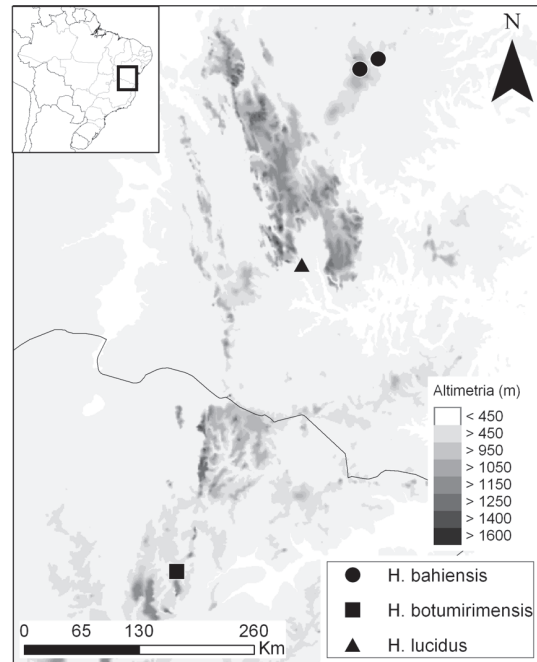 N
Altimetria (m)
< 450
> 450
> 950
> 1050
> 1150
> 1250
> 1400
> 1600
H. bahiensis
H. botumirimensis
H. lucidus
0 65 130 260
Km